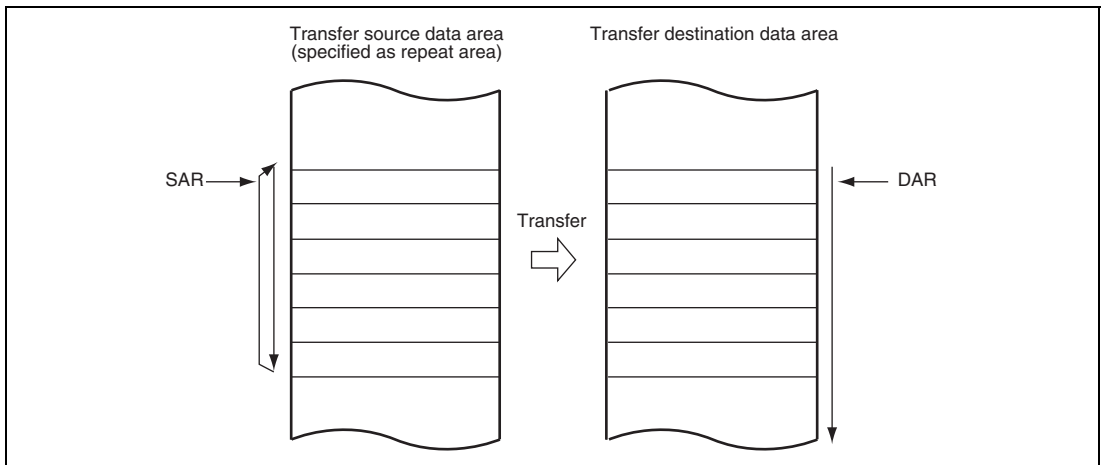 Transfer source data area
(specified as repeat area)
Transfer destination data area
SAR
DAR
Transfer